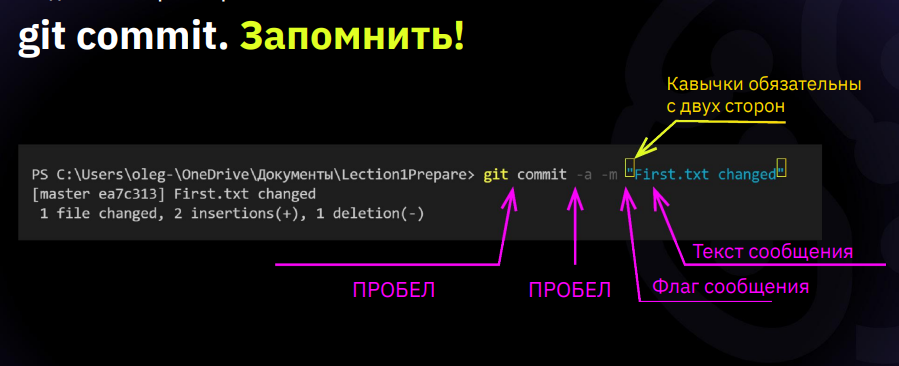 git commit. Запомнить!
Кавычки обязательны
с двух сторон
PS C:\Users\oleg-\OneDrive\Документы\Lection1Prepare> git commit -a -m "First.txt changed"
[master ea7c313] First.txt changed
1 file changed, 2 insertions(+), 1 deletion(-)
Текст сообщения
ПРОБЕЛ
ПРОБЕЛ
Флаг сообщения